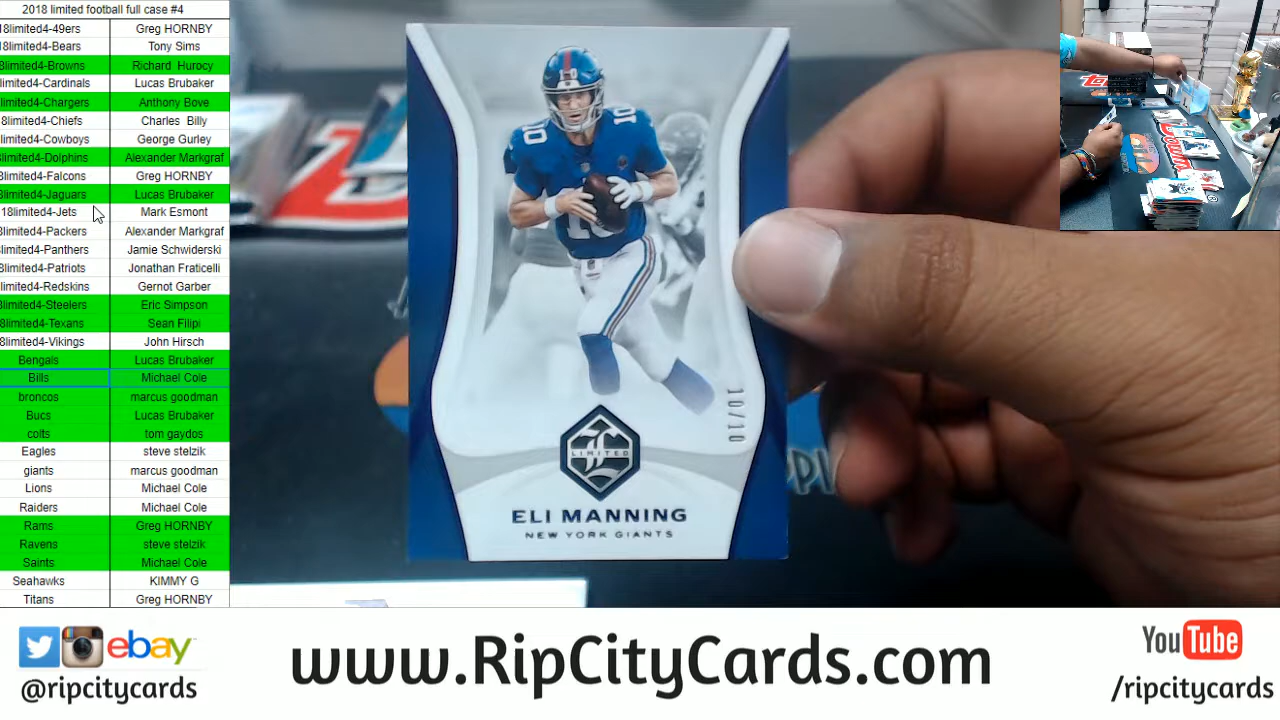 2018 limited football full case #4
18limited4-49ers Greg HORNBY
18limited4-Bears Tony Sims
8limited4-Browns Richard Hurocy
limited4-Cardinals Lucas Brubaker
limited4-Chargers Anthony Bove
8limited4-Chiefs Charles Billy
limited4-Cowboys George Gurley
limited4-Dolphins Alexander Markgraf
8limited4-Falcons Greg HORNBY
limited4-Jaguars Lucas Brubaker
18limited4-Jets Mark Esmont
limited4-Packers Alexander Markgraf
limited4-Panthers Jamie Schwiderski
limited4-Patriots Jonathan Fraticelli
limited4-Redskins Gernot Garber
limited4-Steelers Eric Simpson
8limited4-Texans Sean Filipi
8limited4-Vikings John Hirsch
Bengals Lucas Brubaker
Bills Michael Cole
broncos marcus goodman
Bucs Lucas Brubaker
colts tom gaydos
Eagles steve stelzik
giants marcus goodman
Lions Michael Cole
Raiders Michael Cole
Rams Greg HORNBY
Ravens steve stelzik
Saints Michael Cole
Seahawks KIMMY G
Titans Greg HORNBY
10
10
10
10/10
LIMITED
ELI MANNING
NEW YORK GIANTS
ebay
@ripcitycards
www.RipCityCards.com
YouTube
/ripcitycards